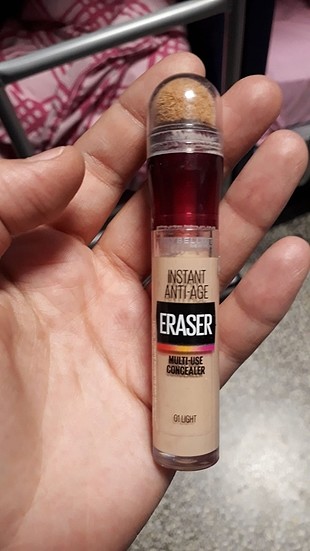 INSTANT
ANTI-AGE
ERASER
MULTI-USE
CONCEALER
01 LIGHT